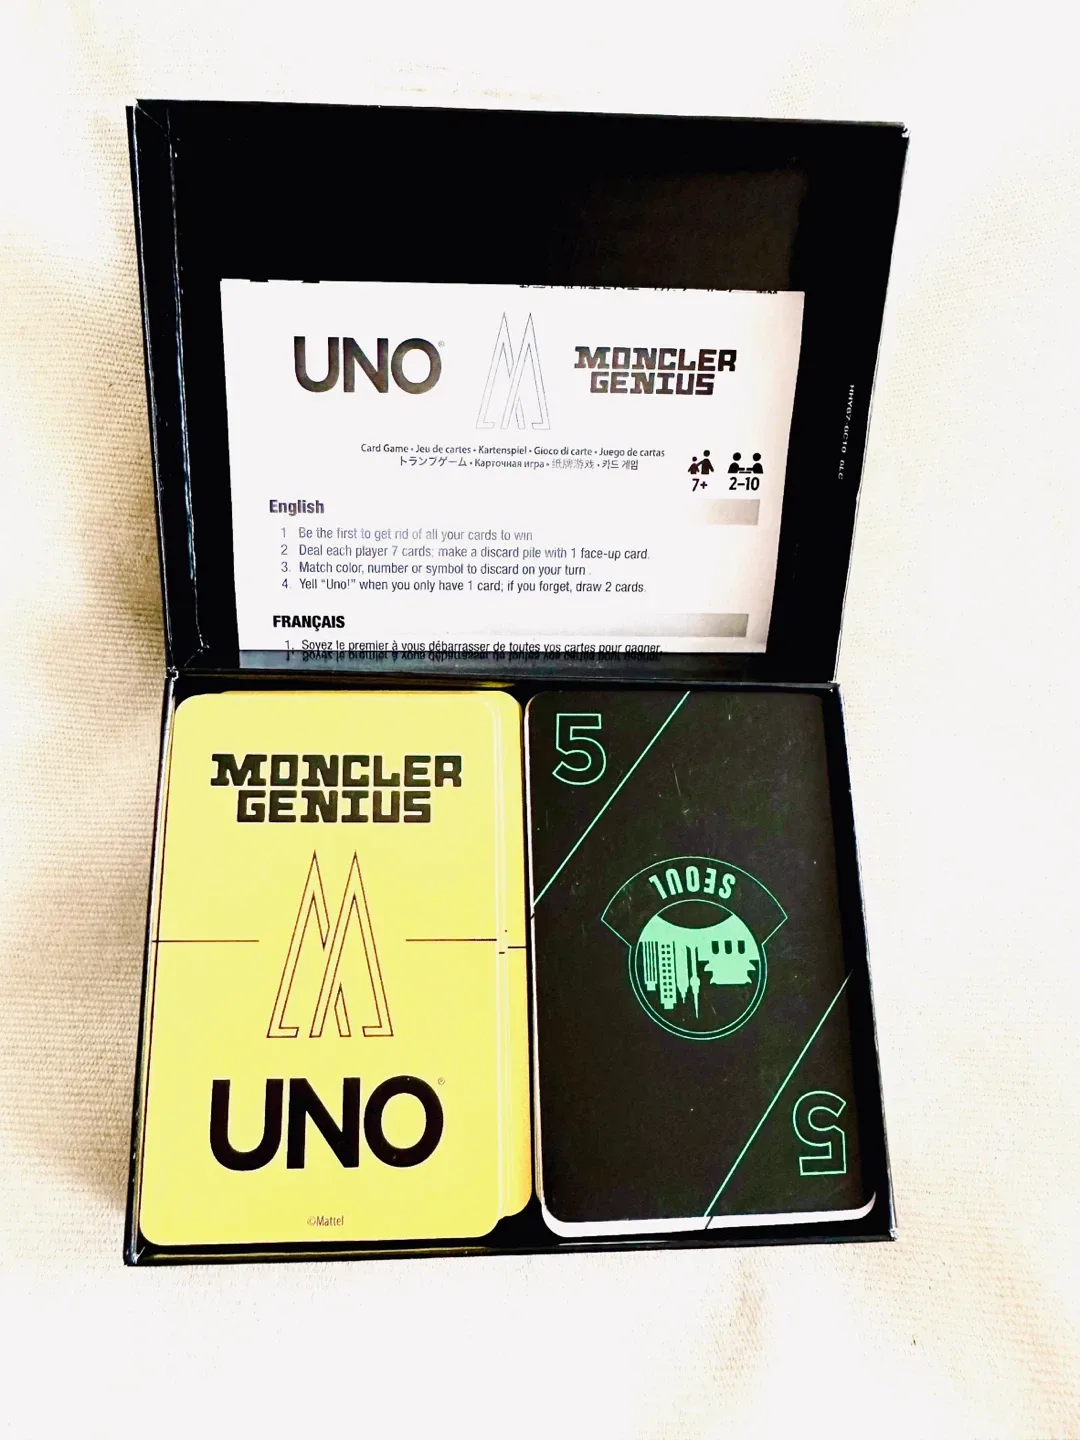 UNO®
MONCLER
GENIUS
Card Game • Jeu de cartes • Kartenspiel • Gioco di carte • Juego de cartas
トランプゲーム • Карточная игра • 纸牌游戏 • 카드 게임
7+
2–10
English
1 Be the first to get rid of all your cards to win
2 Deal each player 7 cards; make a discard pile with 1 face-up card.
3. Match color, number or symbol to discard on your turn.
4. Yell "Uno!" when you only have 1 card; if you forget, draw 2 cards.
FRANÇAIS
1. Soyez le premier à vous débarrasser de toutes vos cartes pour gagner.
MONCLER
GENIUS
UNO®
©Mattel
5
SEOUL
5